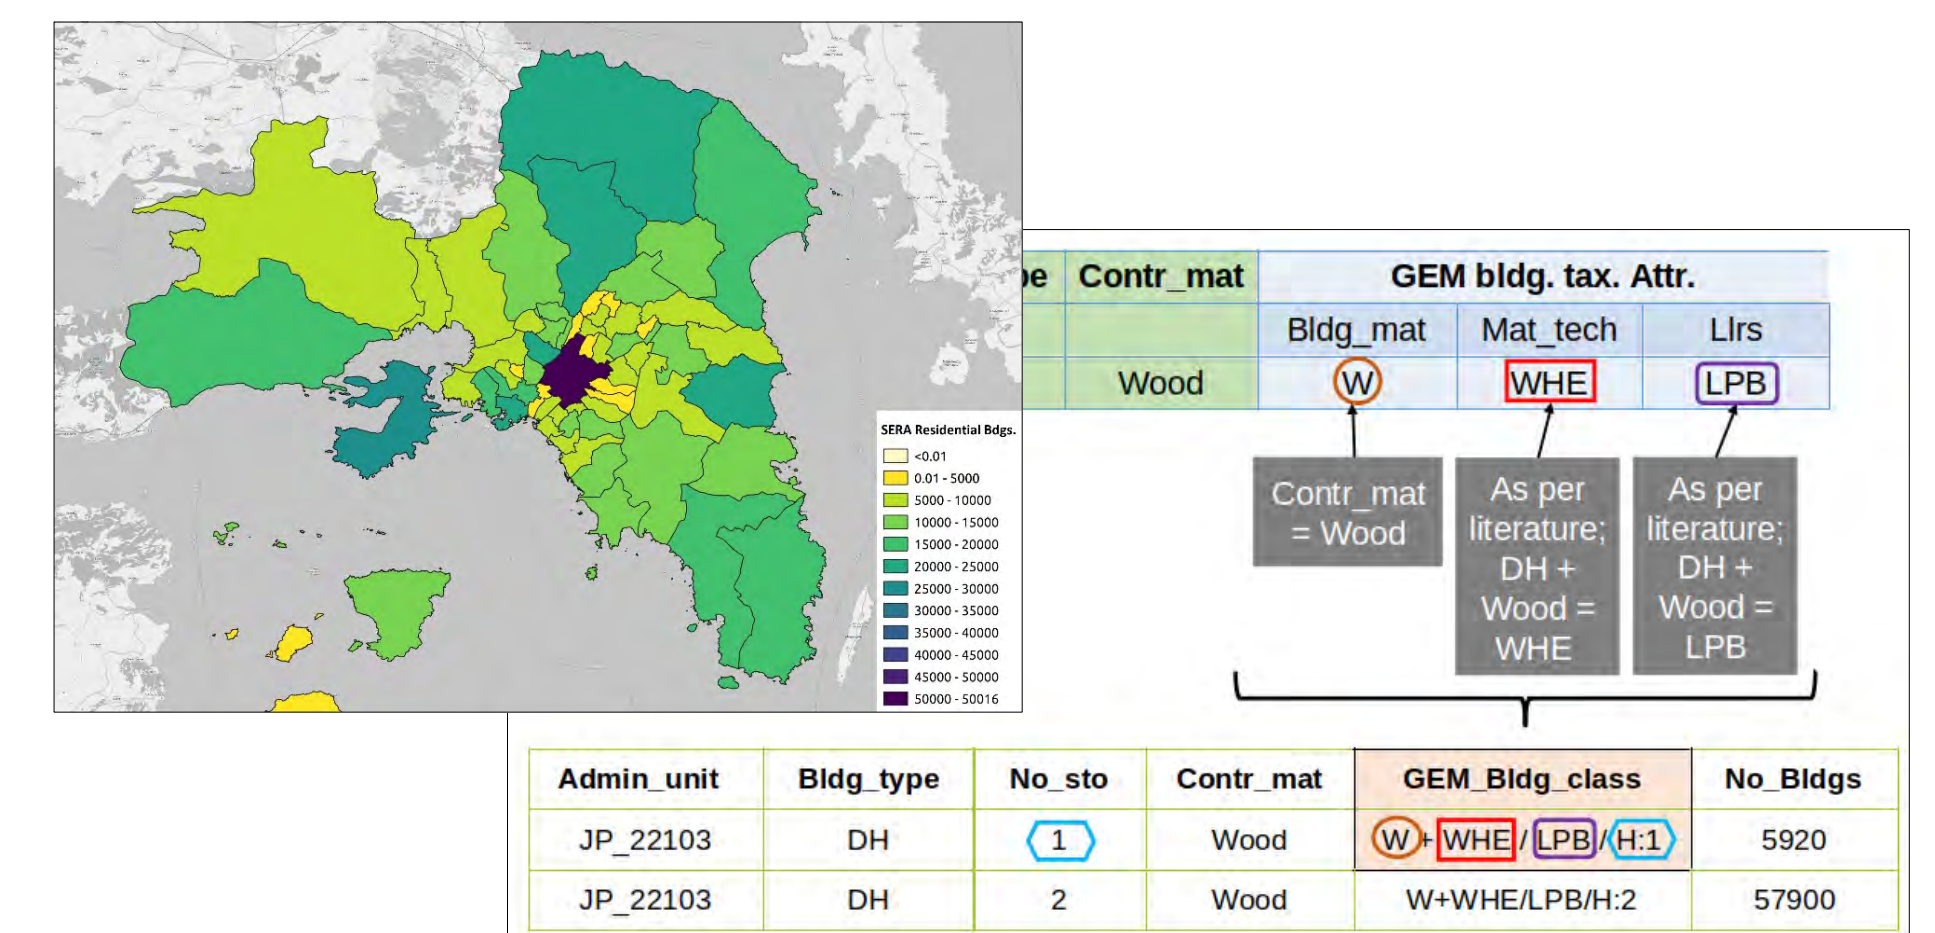 SERA Residential Bdgs.
<0.01
0.01 - 5000
5000 - 10000
10000 - 15000
15000 - 20000
20000 - 25000
25000 - 30000
30000 - 35000
35000 - 40000
40000 - 45000
45000 - 50000
50000 - 50016
pe Contr_mat GEM bldg. tax. Attr.
Bldg_mat Mat_tech Llrs
Wood W WHE LPB
Contr_mat
= Wood
As per
literature;
DH +
Wood =
WHE
As per
literature;
DH +
Wood =
LPB
Admin_unit Bldg_type No_sto Contr_mat GEM_Bldg_class No_Bldgs
JP_22103 DH 1 Wood W+WHE/LPB/H:1 5920
JP_22103 DH 2 Wood W+WHE/LPB/H:2 57900